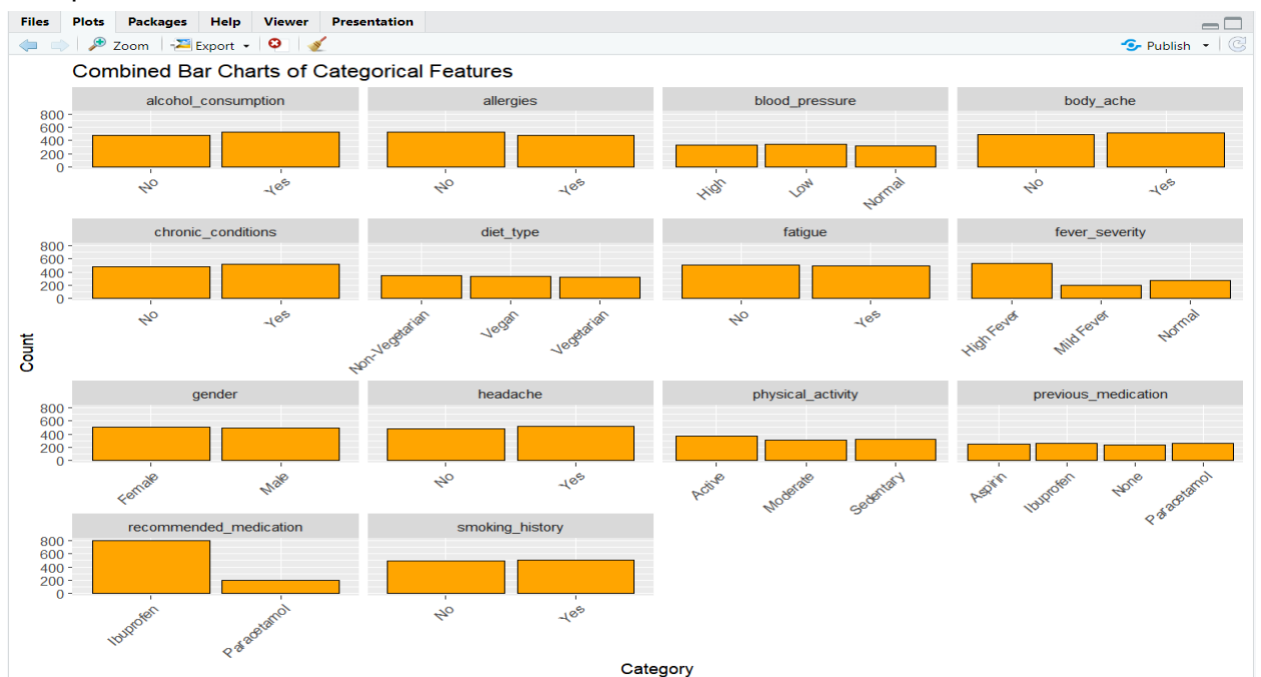 Files Plots Packages Help Viewer Presentation
Zoom Export Publish
Combined Bar Charts of Categorical Features
alcohol_consumption allergies blood_pressure body_ache
800
600
400
200
0
No Yes No Yes High Low Normal No Yes
chronic_conditions diet_type fatigue fever_severity
800
600
400
200
0
No Yes Non-Vegetarian Vegan Vegetarian No Yes High Fever Mild Fever Normal
Count
gender headache physical_activity previous_medication
800
600
400
200
0
Female Male No Yes Active Moderate Sedentary Aspirin Ibuprofen None Paracetamol
recommended_medication smoking_history
800
600
400
200
0
Ibuprofen Paracetamol No Yes
Category